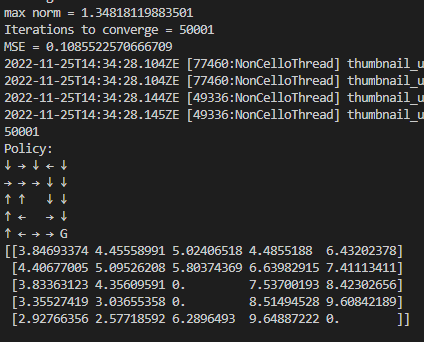 max norm = 1.34818119883501
Iterations to converge = 50001
MSE = 0.1085522570666709
2022-11-25T14:34:28.104ZE [77460:NonCelloThread] thumbnail_u
2022-11-25T14:34:28.104ZE [77460:NonCelloThread] thumbnail_u
2022-11-25T14:34:28.144ZE [49336:NonCelloThread] thumbnail_u
2022-11-25T14:34:28.145ZE [49336:NonCelloThread] thumbnail_u
50001
Policy:
↓ → ↓ ← ↓
→ → → ↓ ↓
↑ ↑   ↓ ↓
↑ ←   → ↓
↑ ← → → G
[[3.84693374 4.45558991 5.02406518 4.4855188  6.43202378]
 [4.40677005 5.09526208 5.80374369 6.63982915 7.41113411]
 [3.83363123 4.35609591 0.         7.53700193 8.42302656]
 [3.35527419 3.03655358 0.         8.51494528 9.60842189]
 [2.92766356 2.57718592 6.2896493  9.64887222 0.        ]]